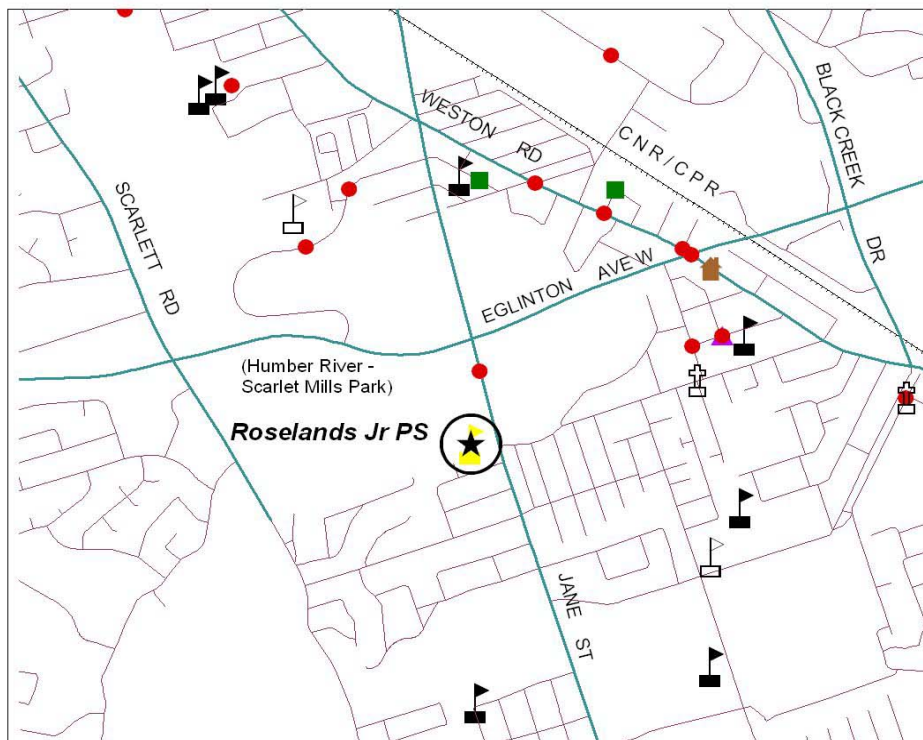 WESTON RD
CNR/CPR
BLACK CREEK DR
SCARLETT RD
EGLINTON AVE W
(Humber River -
Scarlet Mills Park)
Roselands Jr PS
JANE ST